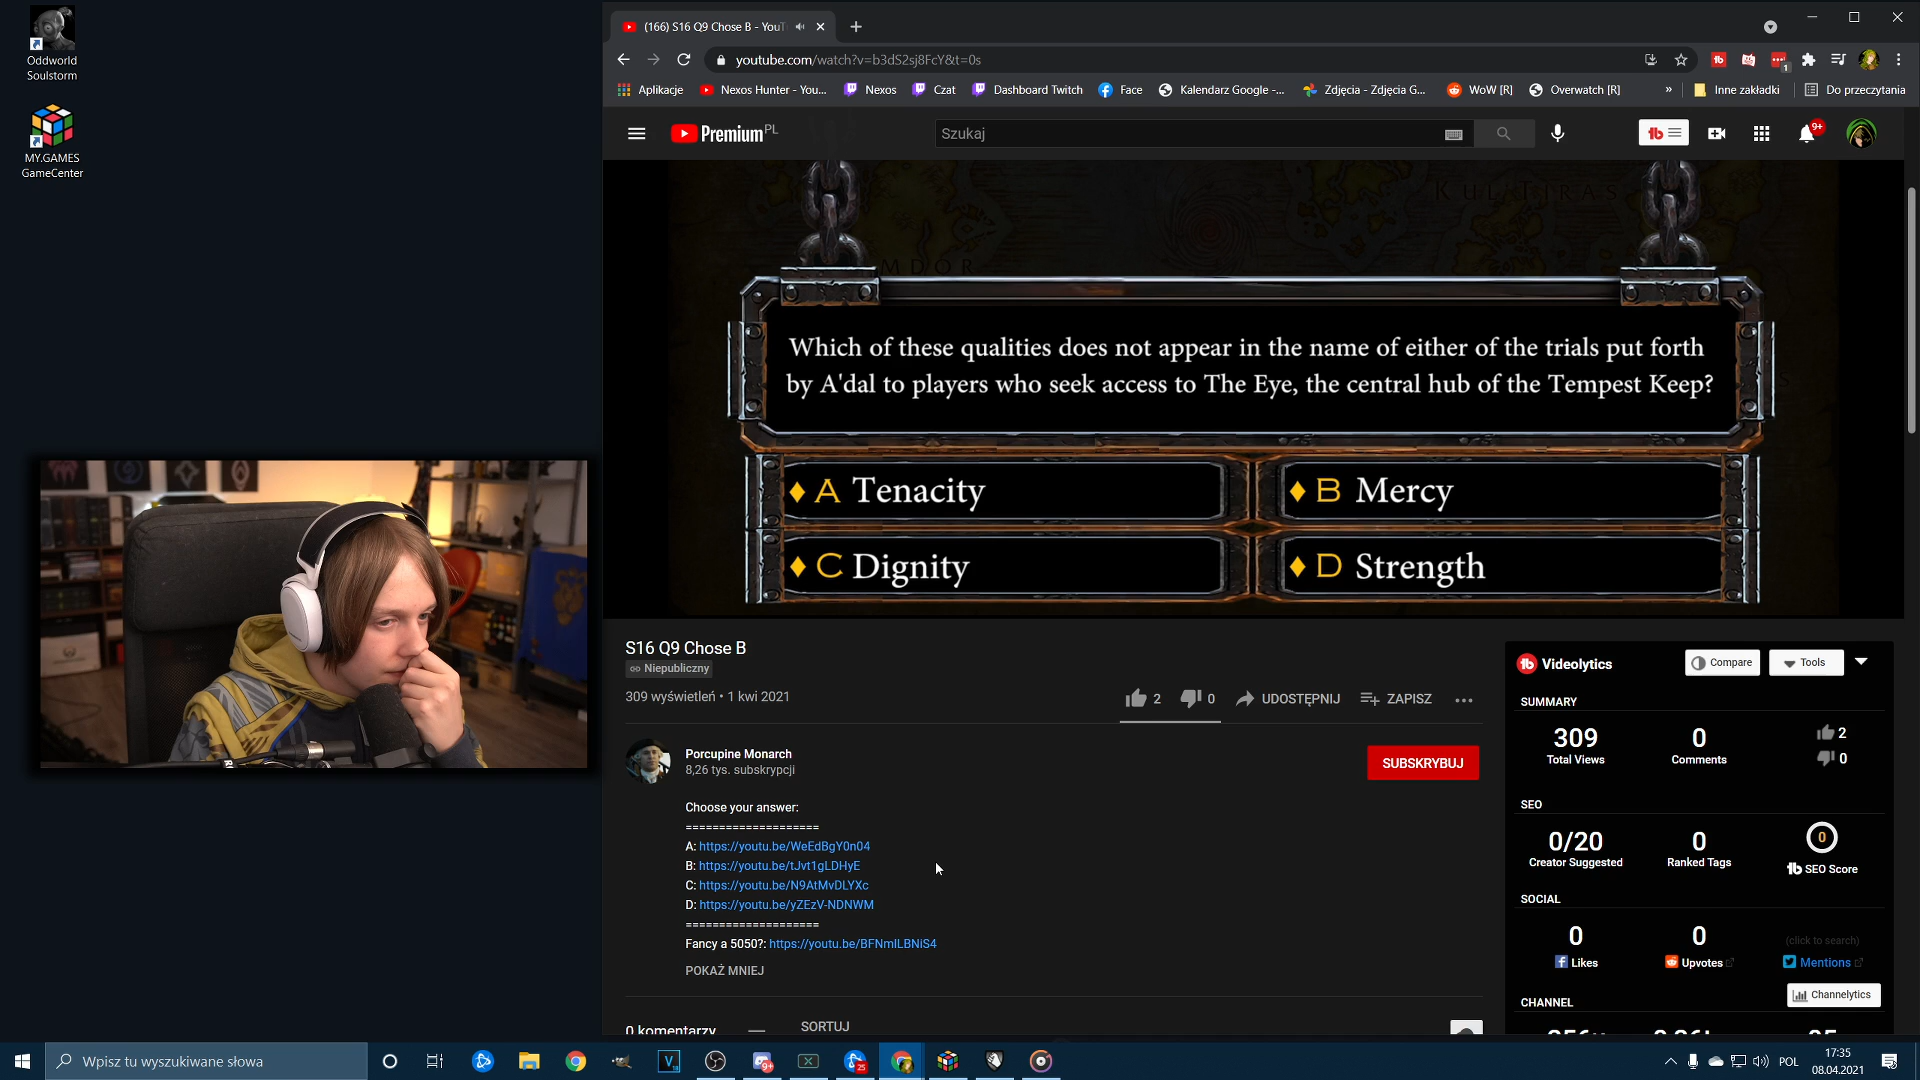 Oddworld
Soulstorm
MY.GAMES
GameCenter
(166) S16 Q9 Chose B - YouT
youtube.com/watch?v=b3dS2sj8FcY&t=0s
1
Aplikacje
Nexos Hunter - You...
Nexos
Czat
Dashboard Twitch
Face
Kalendarz Google -...
Zdjęcia - Zdjęcia G...
WoW [R]
Overwatch [R]
»
Inne zakładki
Do przeczytania
Premium PL
Szukaj
9+
KUL TIRAS
Which of these qualities does not appear in the name of either of the trials put forth
by A'dal to players who seek access to The Eye, the central hub of the Tempest Keep?
A Tenacity
B Mercy
C Dignity
D Strength
S16 Q9 Chose B
Niepubliczny
309 wyświetleń • 1 kwi 2021
2
0
UDOSTĘPNIJ
ZAPISZ
Porcupine Monarch
8,26 tys. subskrypcji
SUBSKRYBUJ
Choose your answer:
====================
A: https://youtu.be/WeEdBgY0n04
B: https://youtu.be/tJvt1gLDHyE
C: https://youtu.be/N9AtMvDLYXc
D: https://youtu.be/yZEzV-NDNWM
====================
Fancy a 5050?: https://youtu.be/BFNmILBNiS4
POKAŻ MNIEJ
0 komentarzy
SORTUJ
Videolytics
Compare
Tools
SUMMARY
309
Total Views
0
Comments
2
0
SEO
0/20
Creator Suggested
0
Ranked Tags
0
SEO Score
SOCIAL
0
Likes
0
Upvotes
(click to search)
Mentions
CHANNEL
Channelytics
Wpisz tu wyszukiwane słowa
9+
25
POL
17:35
08.04.2021